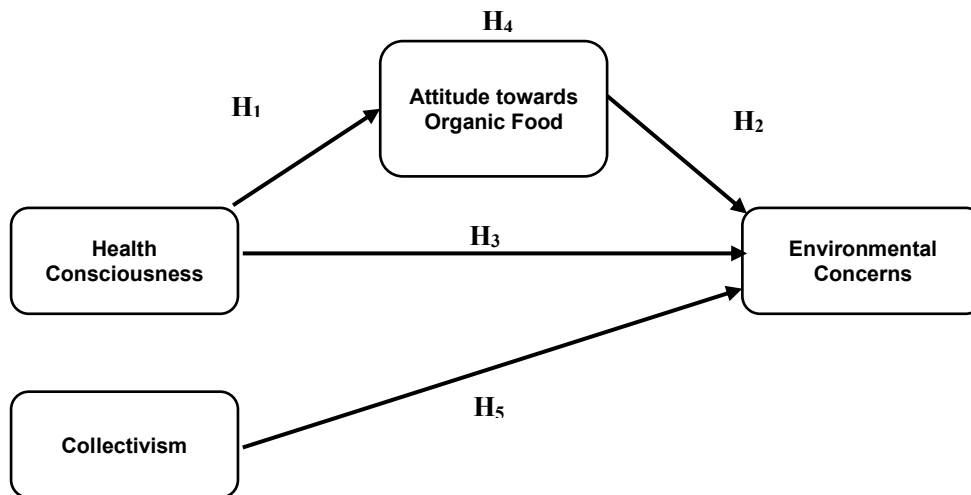 H₄
Attitude towards
Organic Food
H₁
H₂
Health
Consciousness
H₃
Environmental
Concerns
H₅
Collectivism